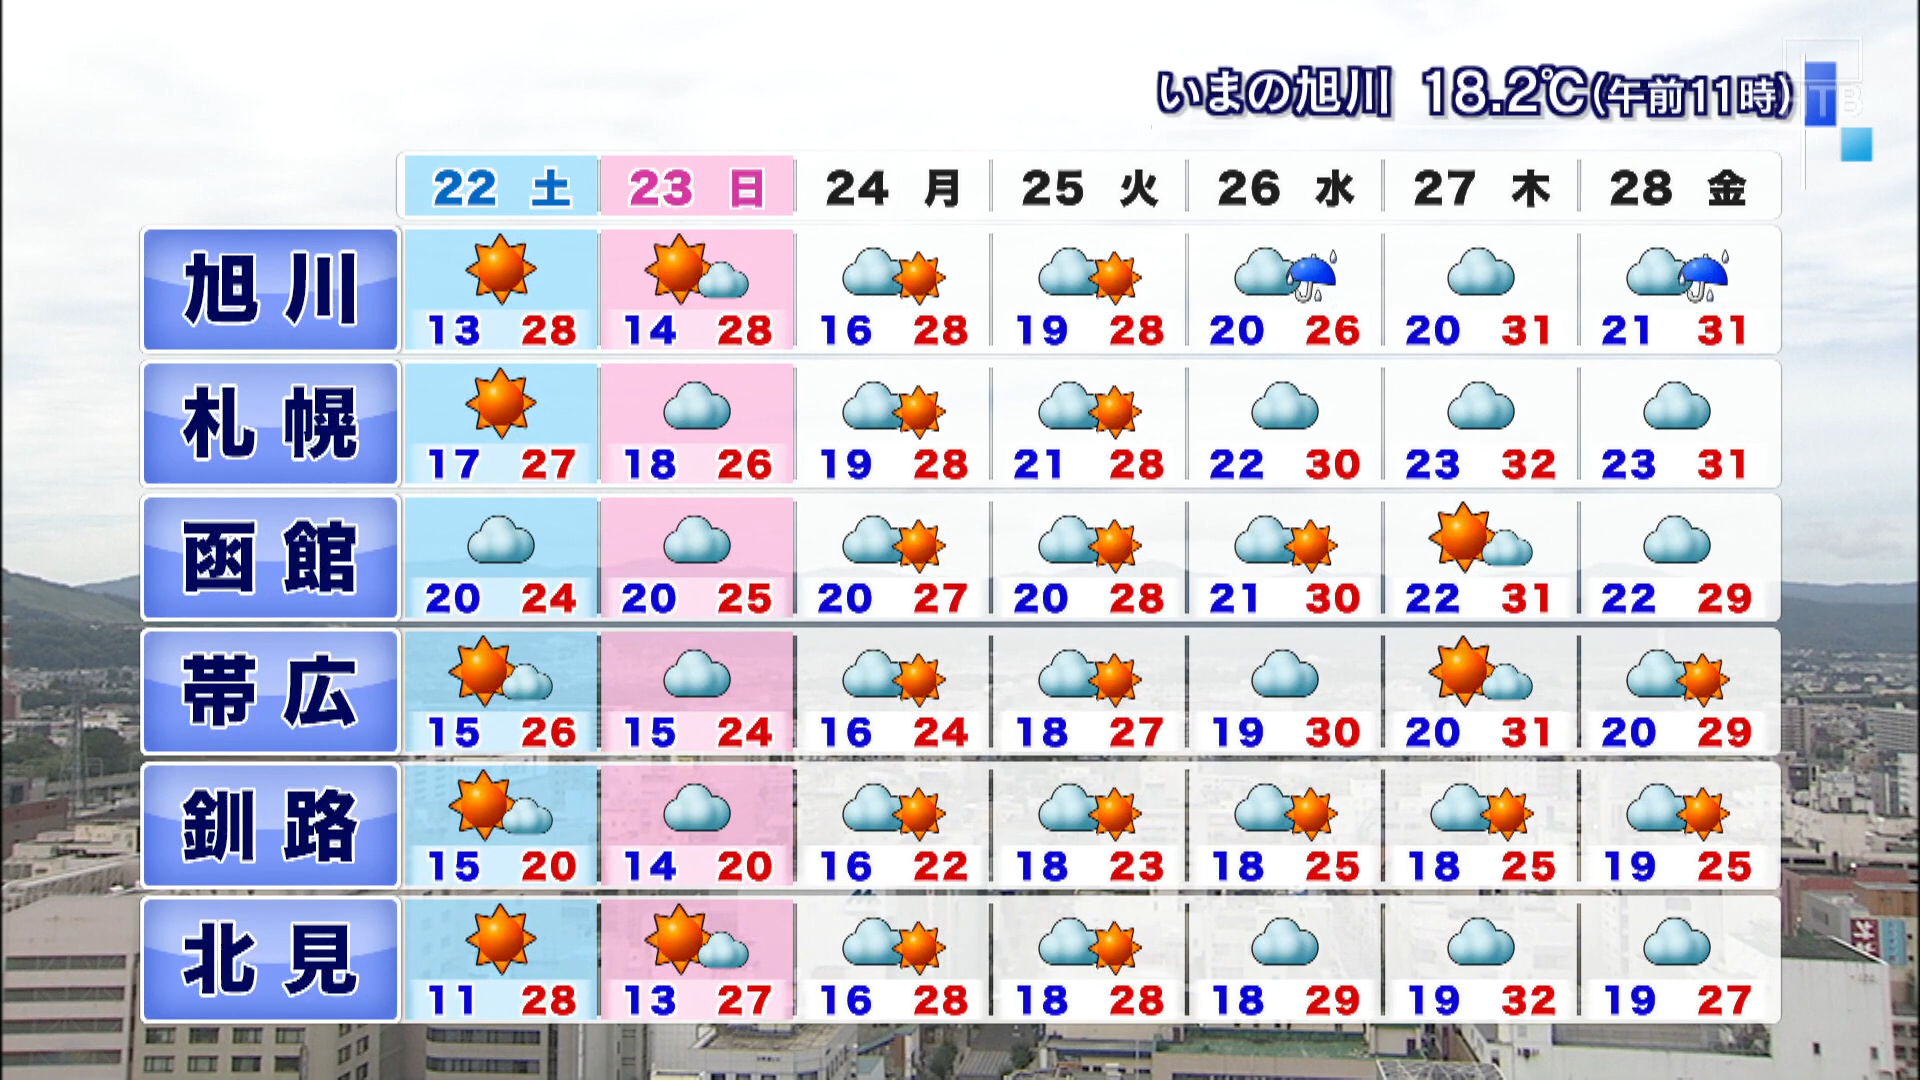 いまの旭川 18.2℃(午前11時)
HTB
22 土 23 日 24 月 25 火 26 水 27 木 28 金
旭川 13 28 14 28 16 28 19 28 20 26 20 31 21 31
札幌 17 27 18 26 19 28 21 28 22 30 23 32 23 31
函館 20 24 20 25 20 27 20 28 21 30 22 31 22 29
帯広 15 26 15 24 16 24 18 27 19 30 20 31 20 29
釧路 15 20 14 20 16 22 18 23 18 25 18 25 19 25
北見 11 28 13 27 16 28 18 28 18 29 19 32 19 27